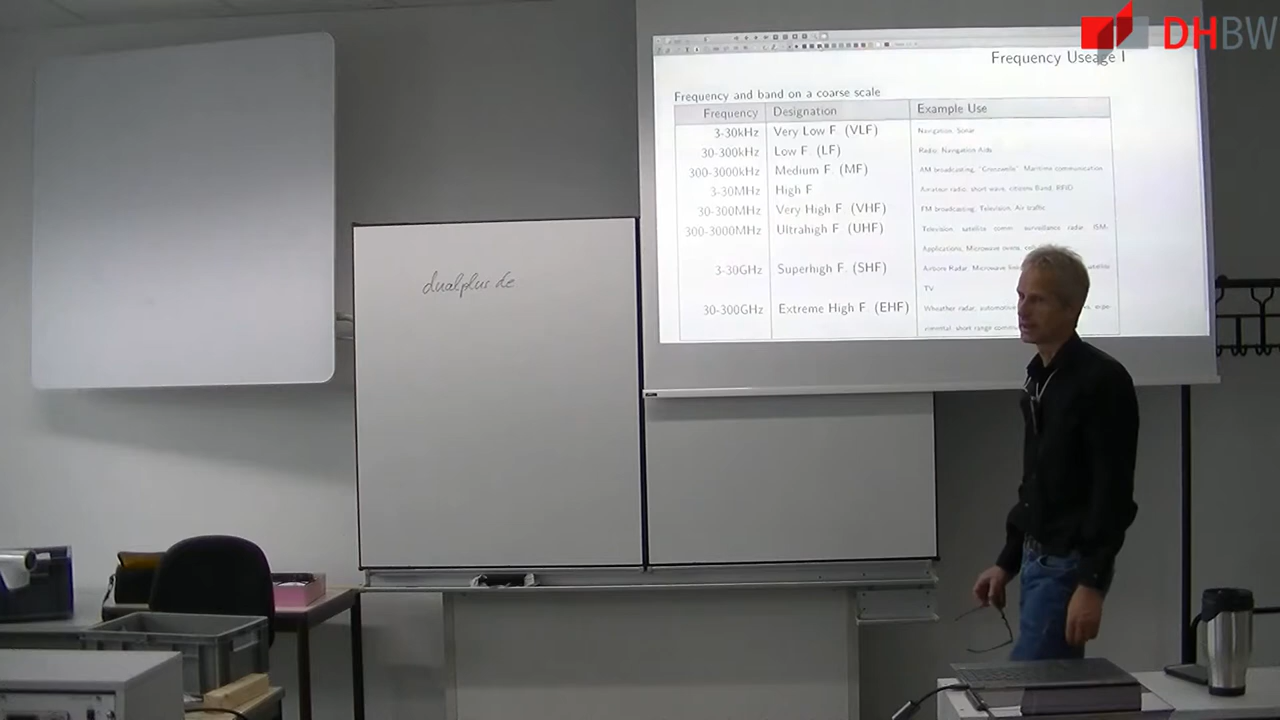 DHBW
Frequency Useage I
Frequency and band on a coarse scale
Frequency Designation Example Use
3-30kHz Very Low F. (VLF) Navigation, Sonar
30-300kHz Low F. (LF) Radio, Navigation Aids
300-3000kHz Medium F. (MF) AM broadcasting, "Grenzwelle" Maritime communication
3-30MHz High F. Amateur radio, short wave, citizens Band, RFID
30-300MHz Very High F. (VHF) FM broadcasting, Television, Air traffic
300-3000MHz Ultrahigh F. (UHF) Television satellite comm. surveillance radar, ISM-
Applications, Microwave ovens,
3-30GHz Superhigh F. (SHF) Airborn Radar, Microwave satellite
TV
30-300GHz Extreme High F. (EHF) Wheather radar, automotive expe-
rimental, short range
dualplus.de